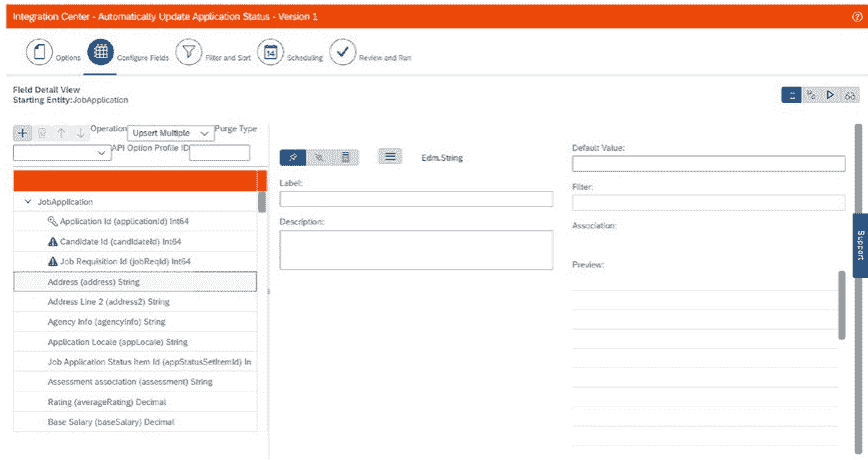 Integration Center - Automatically Update Application Status - Version 1
Options
Configure Fields
Filter and Sort
14
Scheduling
Review and Run
Field Detail View
Starting Entity:JobApplication
Operation
Upsert Multiple
Purge Type
API Option Profile ID
JobApplication
Application Id (applicationId) Int64
Candidate Id (candidateId) Int64
Job Requisition Id (jobReqId) Int64
Address (address) String
Address Line 2 (address2) String
Agency Info (agencyInfo) String
Application Locale (appLocale) String
Job Application Status Item Id (appStatusSetItemId) In
Assessment association (assessment) String
Rating (averageRating) Decimal
Base Salary (baseSalary) Decimal
Edm.String
Label:
Description:
Default Value:
Filter:
Association:
Preview:
Support